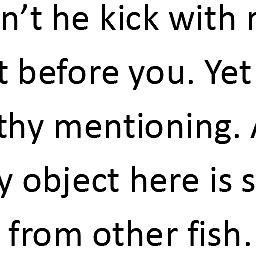 n’t he kick with
t before you. Yet
thy mentioning.
y object here is s
from other fish.